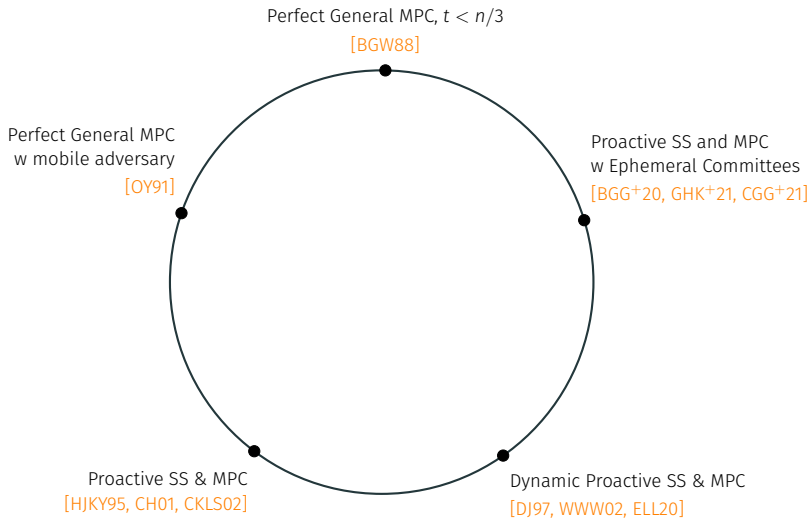 Perfect General MPC, t < n/3
[BGW88]
Perfect General MPC
w mobile adversary
[OY91]
Proactive SS and MPC
w Ephemeral Committees
[BGG+20, GHK+21, CGG+21]
Proactive SS & MPC
[HJKY95, CH01, CKLS02]
Dynamic Proactive SS & MPC
[DJ97, WWW02, ELL20]